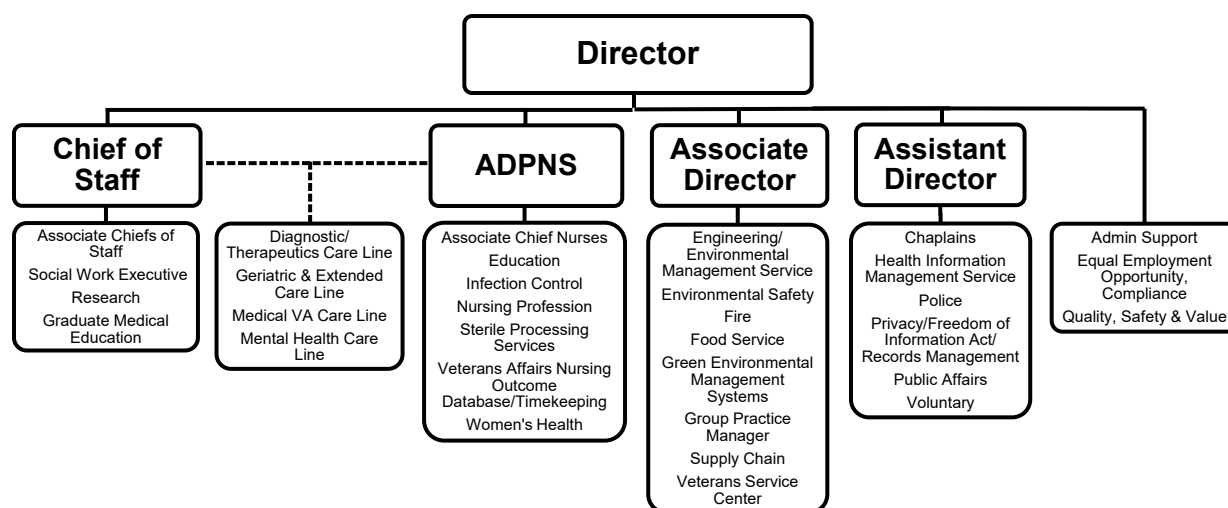 Director
Chief of
Staff
ADPNS
Associate
Director
Assistant
Director
Associate Chiefs of
Staff
Social Work Executive
Research
Graduate Medical
Education
Diagnostic/
Therapeutics Care Line
Geriatric & Extended
Care Line
Medical VA Care Line
Mental Health Care
Line
Associate Chief Nurses
Education
Infection Control
Nursing Profession
Sterile Processing
Services
Veterans Affairs Nursing
Outcome
Database/Timekeeping
Women's Health
Engineering/
Environmental
Management Service
Environmental Safety
Fire
Food Service
Green Environmental
Management
Systems
Group Practice
Manager
Supply Chain
Veterans Service
Center
Chaplains
Health Information
Management Service
Police
Privacy/Freedom of
Information Act/
Records Management
Public Affairs
Voluntary
Admin Support
Equal Employment
Opportunity,
Compliance
Quality, Safety & Value